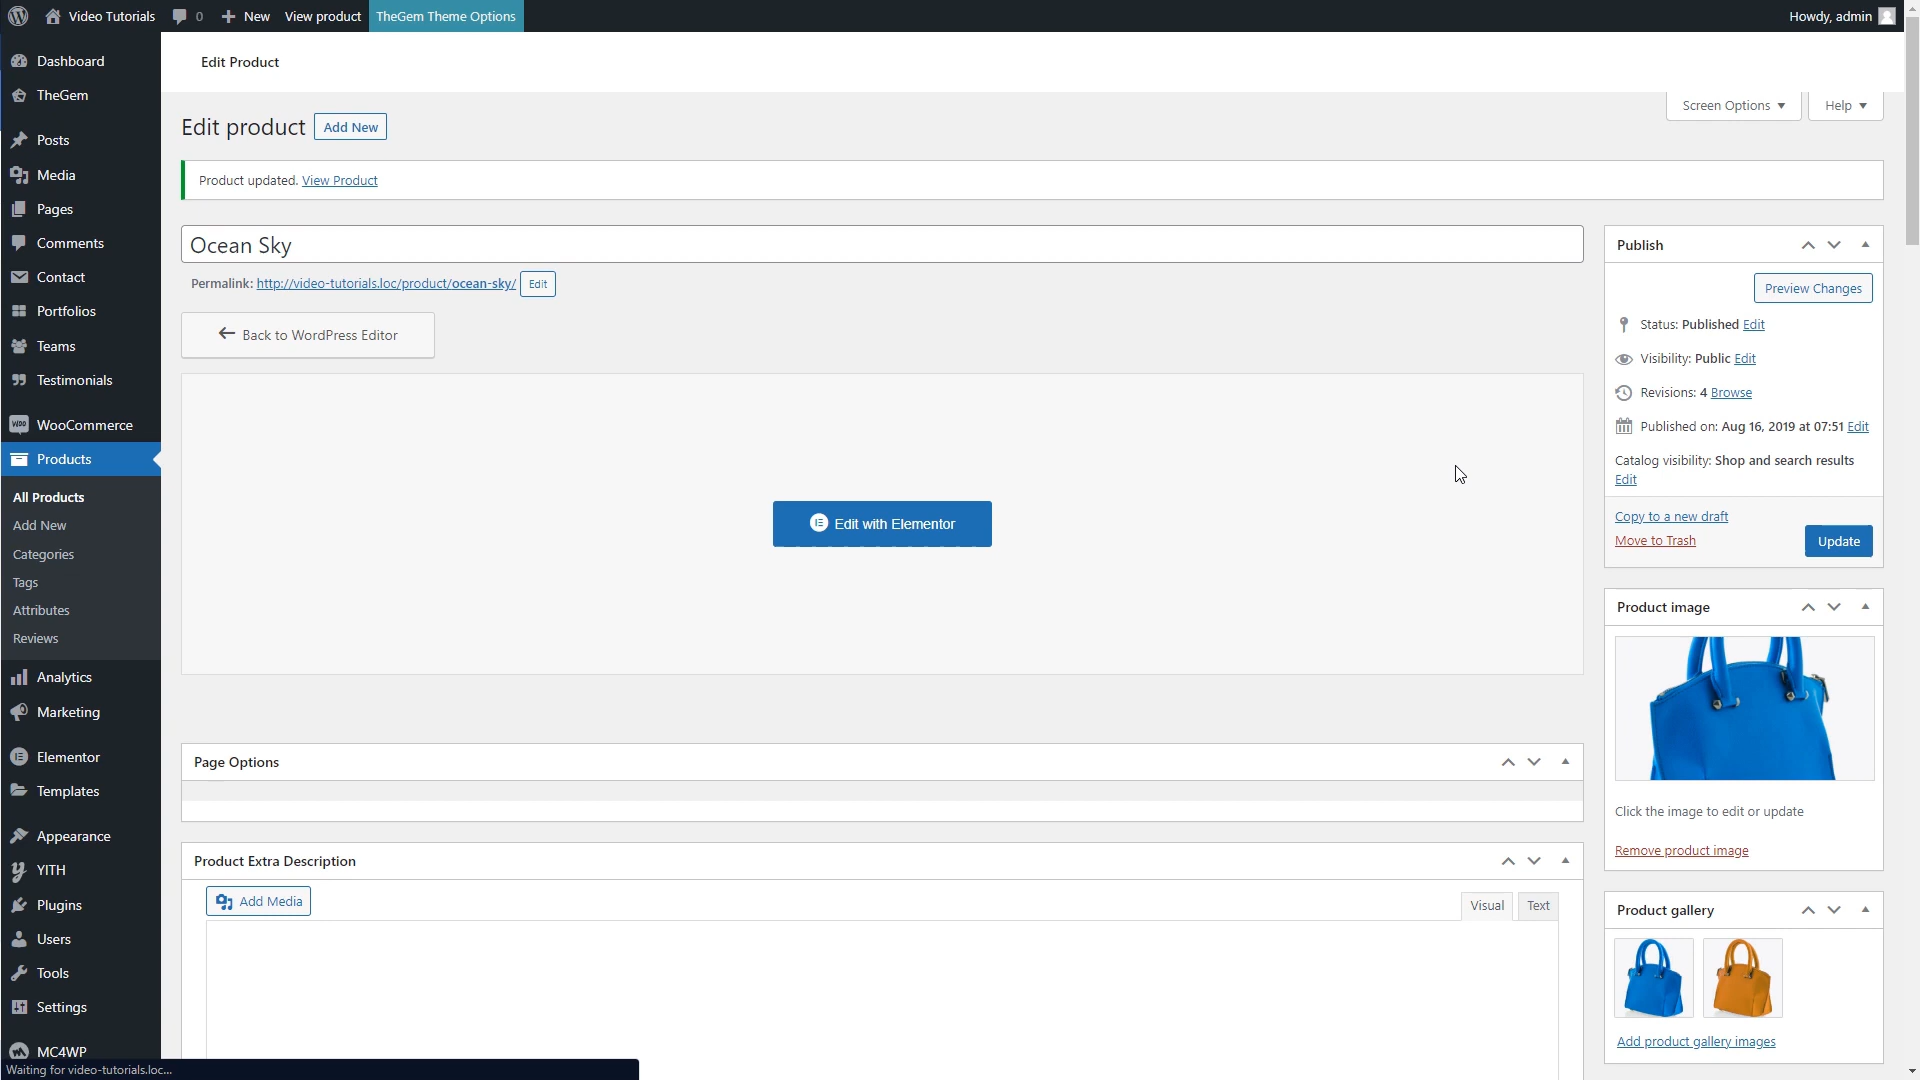 Video Tutorials
0
New
View product
TheGem Theme Options
Howdy, admin
Dashboard
TheGem
Posts
Media
Pages
Comments
Contact
Portfolios
Teams
Testimonials
WooCommerce
Products
All Products
Add New
Categories
Tags
Attributes
Reviews
Analytics
Marketing
Elementor
Templates
Appearance
YITH
Plugins
Users
Tools
Settings
MC4WP
Waiting for video-tutorials.loc...
Edit Product
Screen Options
Help
Edit product
Add New
Product updated. View Product
Ocean Sky
Permalink: http://video-tutorials.loc/product/ocean-sky/ Edit
Back to WordPress Editor
Edit with Elementor
Page Options
Product Extra Description
Add Media
Visual
Text
Publish
Preview Changes
Status: Published Edit
Visibility: Public Edit
Revisions: 4 Browse
Published on: Aug 16, 2019 at 07:51 Edit
Catalog visibility: Shop and search results
Edit
Copy to a new draft
Move to Trash
Update
Product image
Click the image to edit or update
Remove product image
Product gallery
Add product gallery images